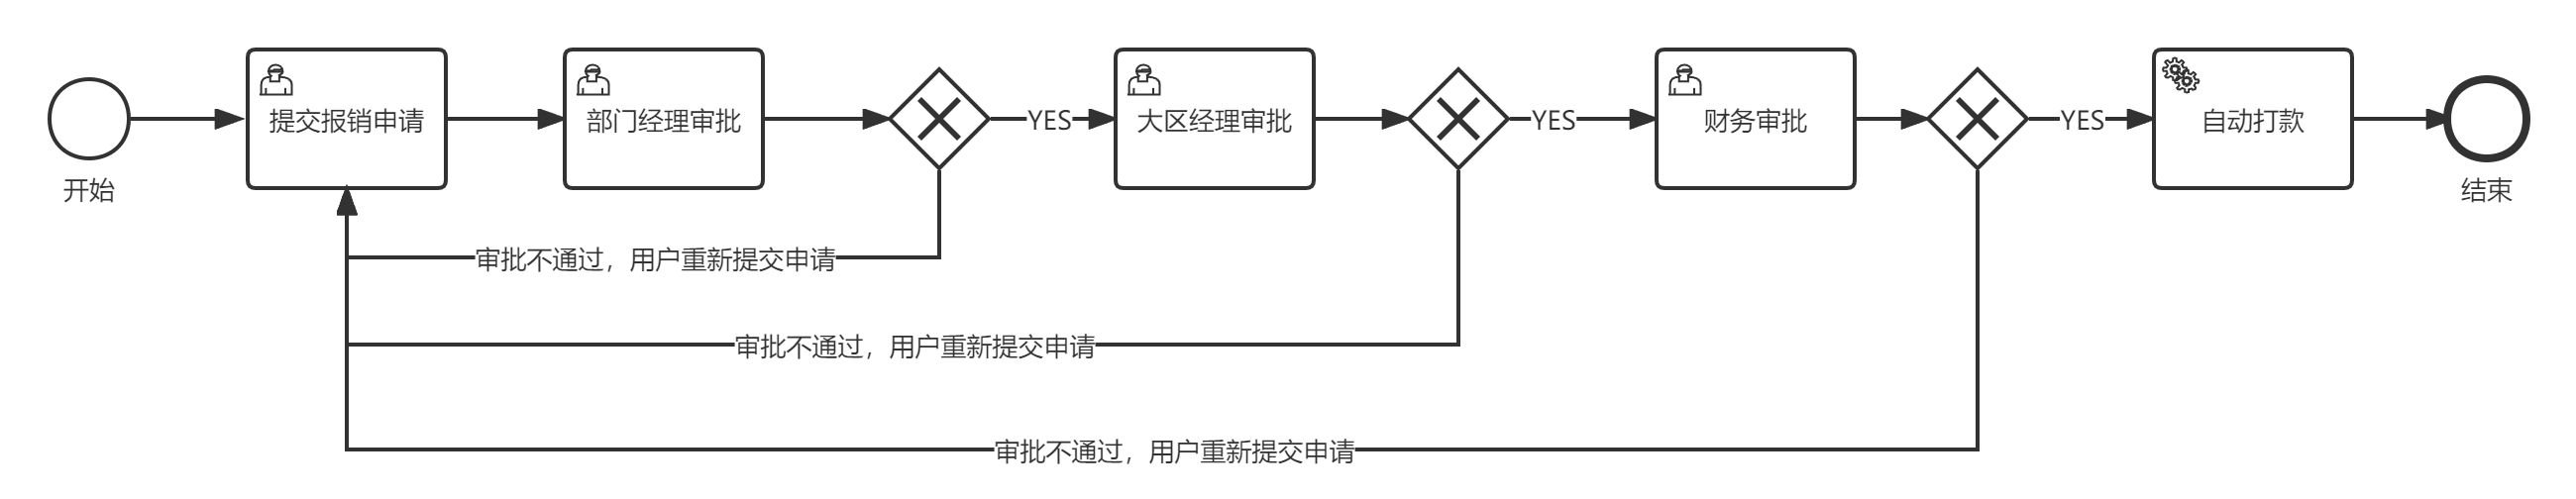 开始
提交报销申请
部门经理审批
YES
大区经理审批
YES
财务审批
YES
自动打款
结束
审批不通过，用户重新提交申请
审批不通过，用户重新提交申请
审批不通过，用户重新提交申请